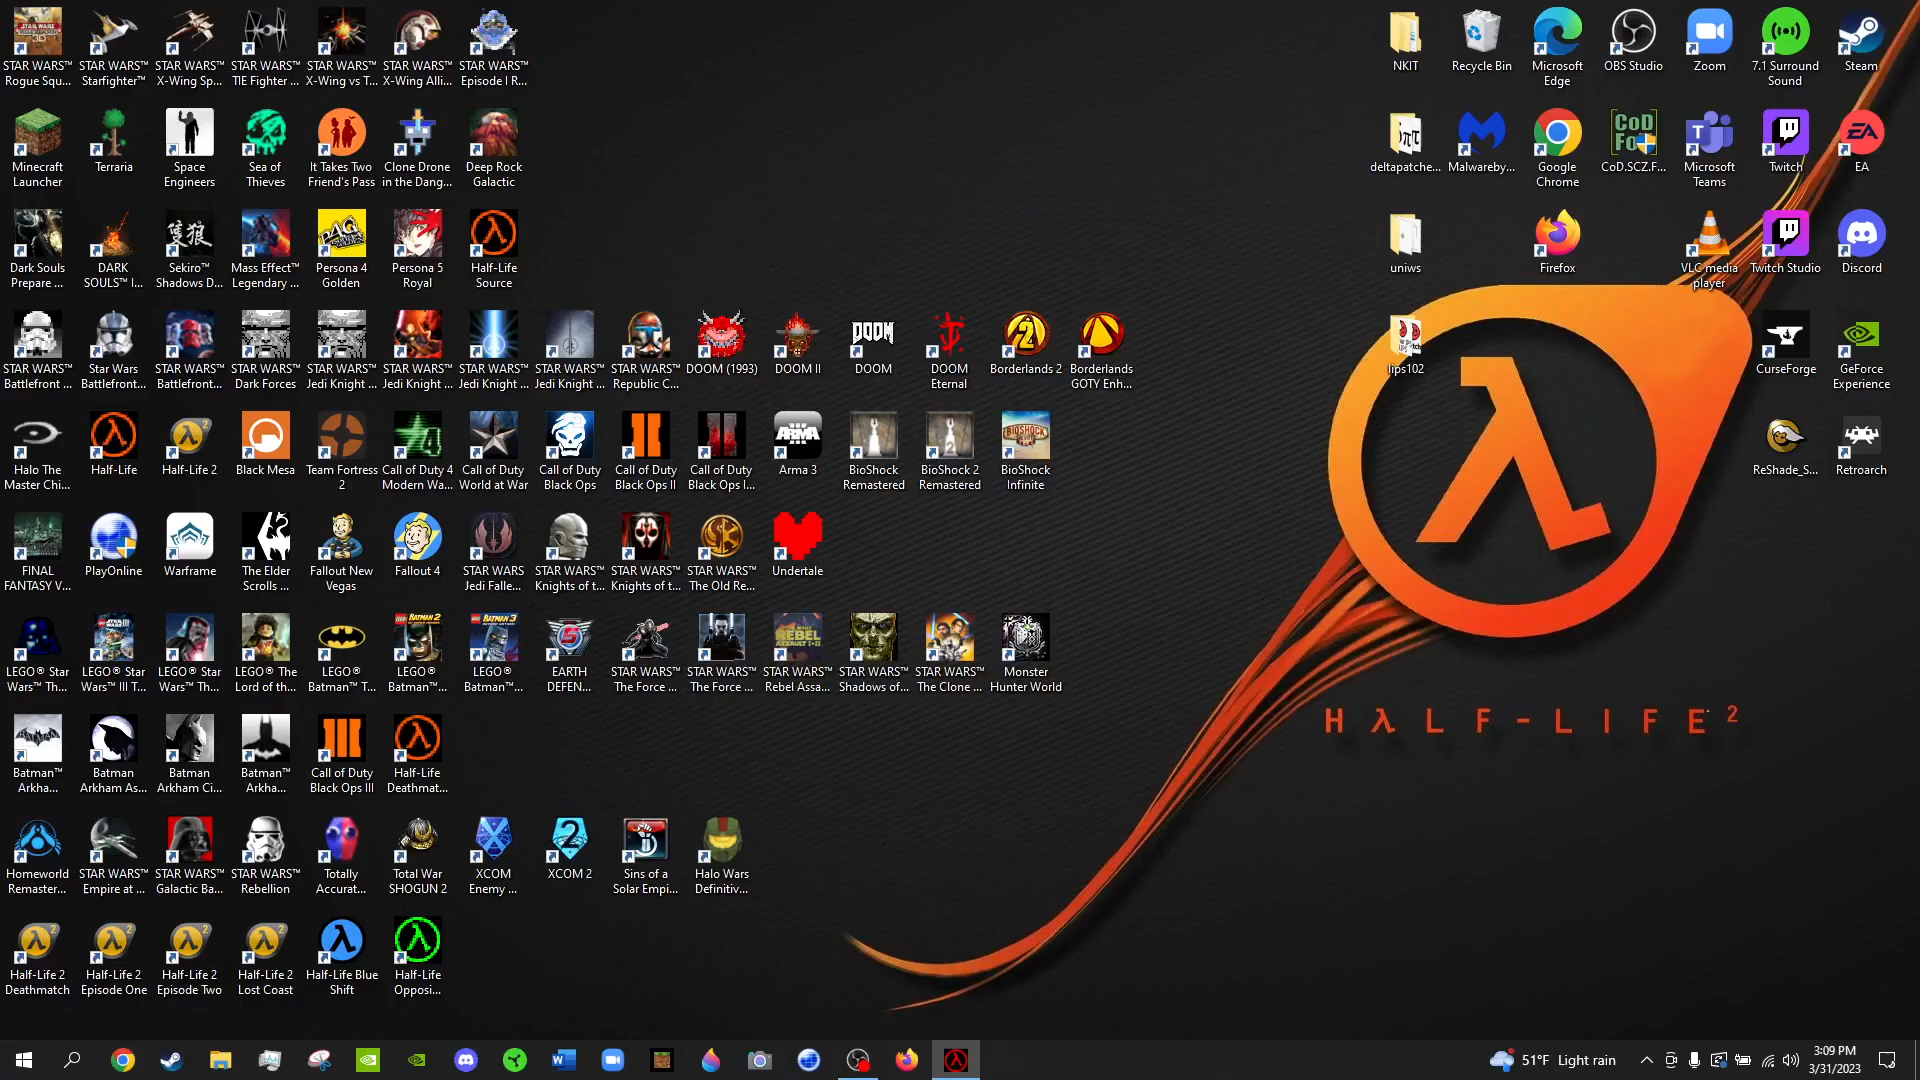 STAR WARS™ Rogue Squ...
STAR WARS™ Starfighter™
STAR WARS™ X-Wing Sp...
STAR WARS™ TIE Fighter ...
STAR WARS™ X-Wing vs T...
STAR WARS™ X-Wing Alli...
STAR WARS™ Episode I R...
NKIT
Recycle Bin
Microsoft Edge
OBS Studio
Zoom
7.1 Surround Sound
Steam
Minecraft Launcher
Terraria
Space Engineers
Sea of Thieves
It Takes Two Friend's Pass
Clone Drone in the Dang...
Deep Rock Galactic
deltapatche...
Malwareby...
Google Chrome
CoD.SCZ.F...
Microsoft Teams
Twitch
EA
Dark Souls Prepare ...
DARK SOULS™ I...
Sekiro™ Shadows D...
Mass Effect™ Legendary ...
Persona 4 Golden
Persona 5 Royal
Half-Life Source
uniws
Firefox
VLC media player
Twitch Studio
Discord
STAR WARS™ Battlefront ...
Star Wars Battlefront...
STAR WARS™ Battlefront...
STAR WARS™ Dark Forces
STAR WARS™ Jedi Knight ...
STAR WARS™ Jedi Knight ...
STAR WARS™ Jedi Knight ...
STAR WARS™ Jedi Knight ...
STAR WARS™ Republic C...
DOOM (1993)
DOOM II
DOOM
DOOM Eternal
Borderlands 2
Borderlands GOTY Enh...
lips102
CurseForge
GeForce Experience
Halo The Master Chi...
Half-Life
Half-Life 2
Black Mesa
Team Fortress 2
Call of Duty 4 Modern Wa...
Call of Duty World at War
Call of Duty Black Ops
Call of Duty Black Ops II
Call of Duty Black Ops I...
Arma 3
BioShock Remastered
BioShock 2 Remastered
BioShock Infinite
ReShade_S...
Retroarch
FINAL FANTASY V...
PlayOnline
Warframe
The Elder Scrolls ...
Fallout New Vegas
Fallout 4
STAR WARS Jedi Falle...
STAR WARS™ Knights of t...
STAR WARS™ Knights of t...
STAR WARS™ The Old Re...
Undertale
LEGO® Star Wars™ Th...
LEGO® Star Wars™ III T...
LEGO® Star Wars™ Th...
LEGO® The Lord of th...
LEGO® Batman™ T...
LEGO® Batman™...
LEGO® Batman™...
EARTH DEFEN...
STAR WARS™ The Force ...
STAR WARS™ The Force ...
STAR WARS™ Rebel Assa...
STAR WARS™ Shadows of...
STAR WARS™ The Clone ...
Monster Hunter World
HλLF-LIFE²
Batman™ Arkha...
Batman Arkham As...
Batman Arkham Ci...
Batman™ Arkha...
Call of Duty Black Ops III
Half-Life Deathmat...
Homeworld Remaster...
STAR WARS™ Empire at ...
STAR WARS™ Galactic Ba...
STAR WARS™ Rebellion
Totally Accurat...
Total War SHOGUN 2
XCOM Enemy ...
XCOM 2
Sins of a Solar Empi...
Halo Wars Definitiv...
Half-Life 2 Deathmatch
Half-Life 2 Episode One
Half-Life 2 Episode Two
Half-Life 2 Lost Coast
Half-Life Blue Shift
Half-Life Opposi...
51°F Light rain
3:09 PM
3/31/2023